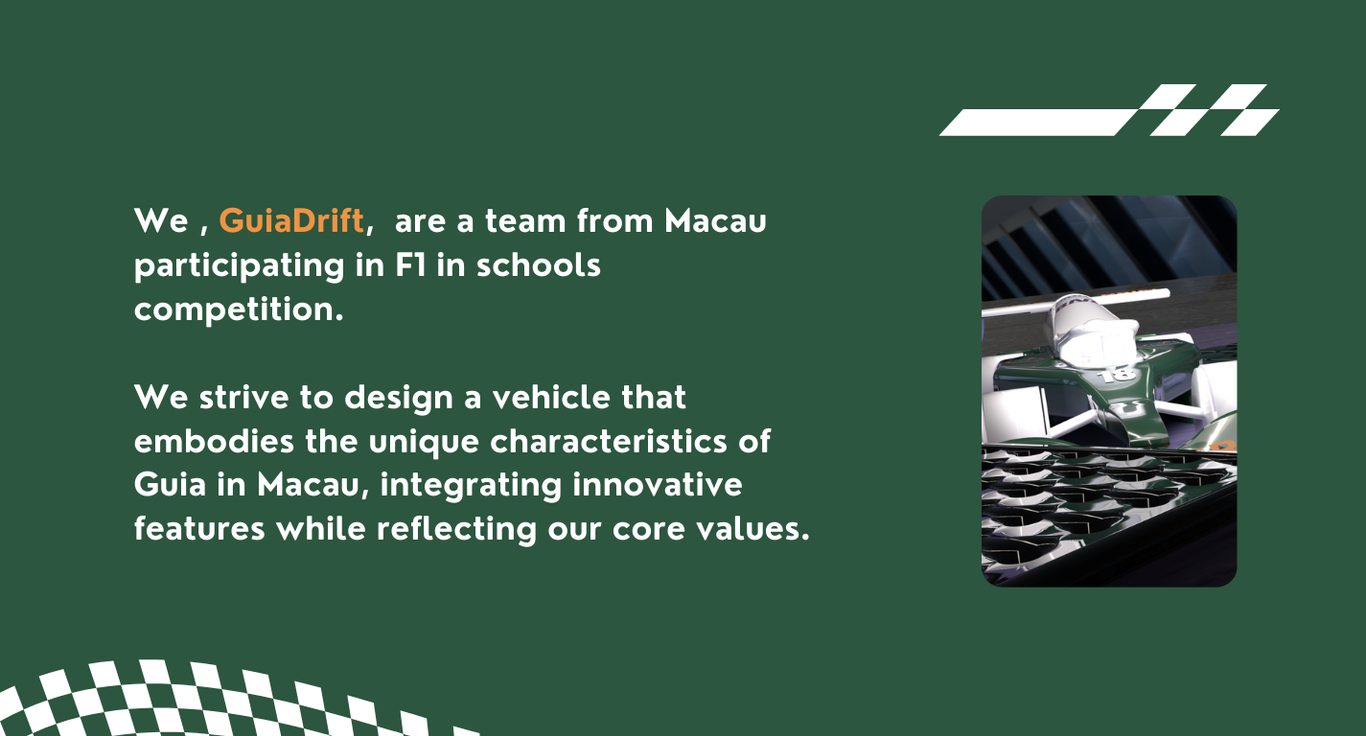 We , GuiaDrift,  are a team from Macau
participating in F1 in schools
competition.
We strive to design a vehicle that
embodies the unique characteristics of
Guia in Macau, integrating innovative
features while reflecting our core values.
18